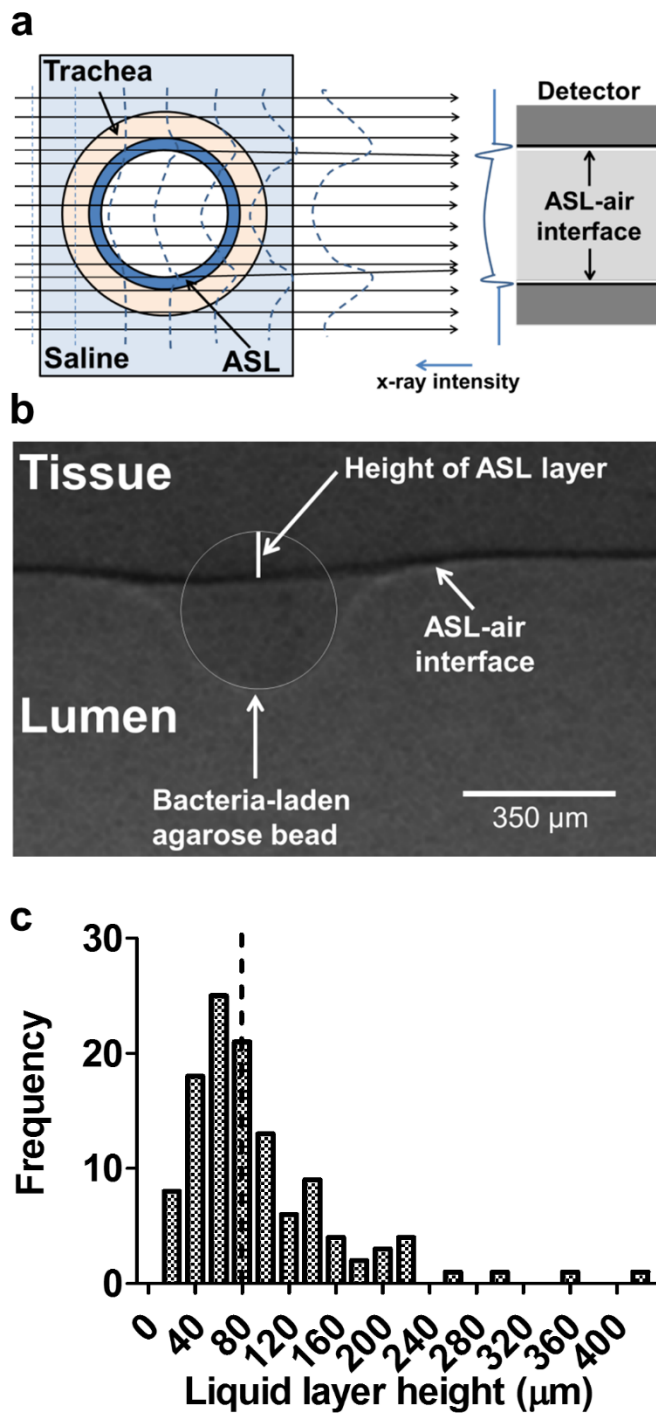 a
Trachea
Saline
ASL
Detector
ASL-air
interface
x-ray intensity
b
Tissue
Height of ASL layer
ASL-air
interface
Lumen
Bacteria-laden
agarose bead
350 μm
c
Frequency
30
20
10
0
0
40
80
120
160
200
240
280
320
360
400
Liquid layer height (μm)